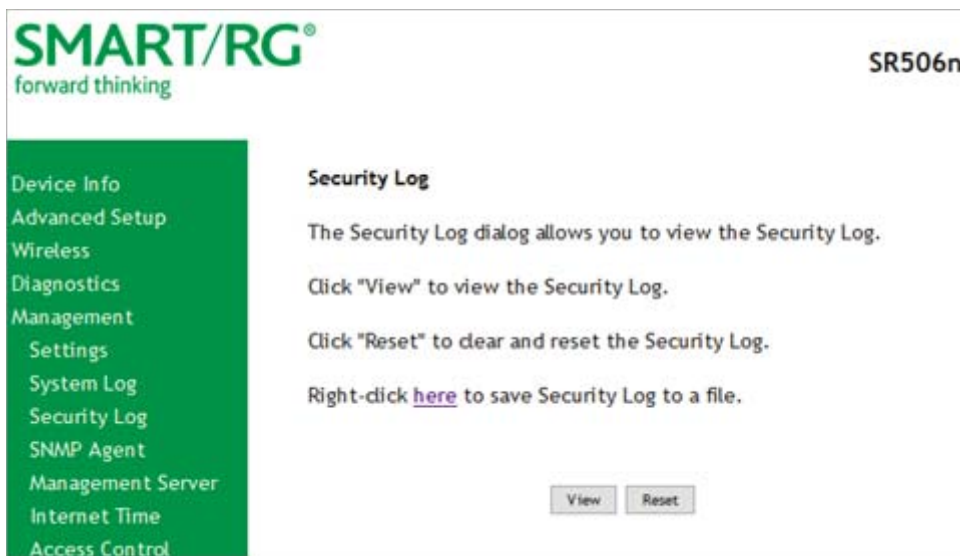 SMART/RG®
forward thinking
SR506n
Device Info
Advanced Setup
Wireless
Diagnostics
Management
Settings
System Log
Security Log
SNMP Agent
Management Server
Internet Time
Access Control
Security Log
The Security Log dialog allows you to view the Security Log.
Click "View" to view the Security Log.
Click "Reset" to clear and reset the Security Log.
Right-click here to save Security Log to a file.
View Reset